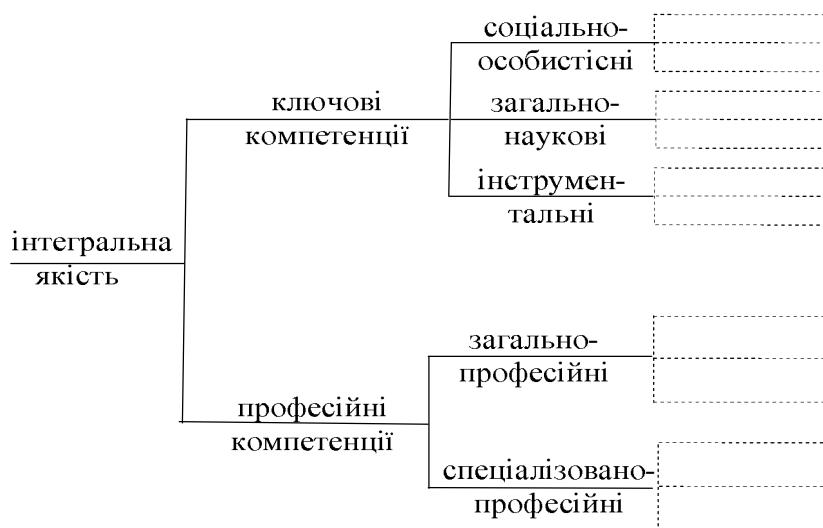 соціально-
особистісні
ключові
компетенції
загально-
наукові
інструмен-
тальні
інтегральна
якість
загально-
професійні
професійні
компетенції
спеціалізовано-
професійні